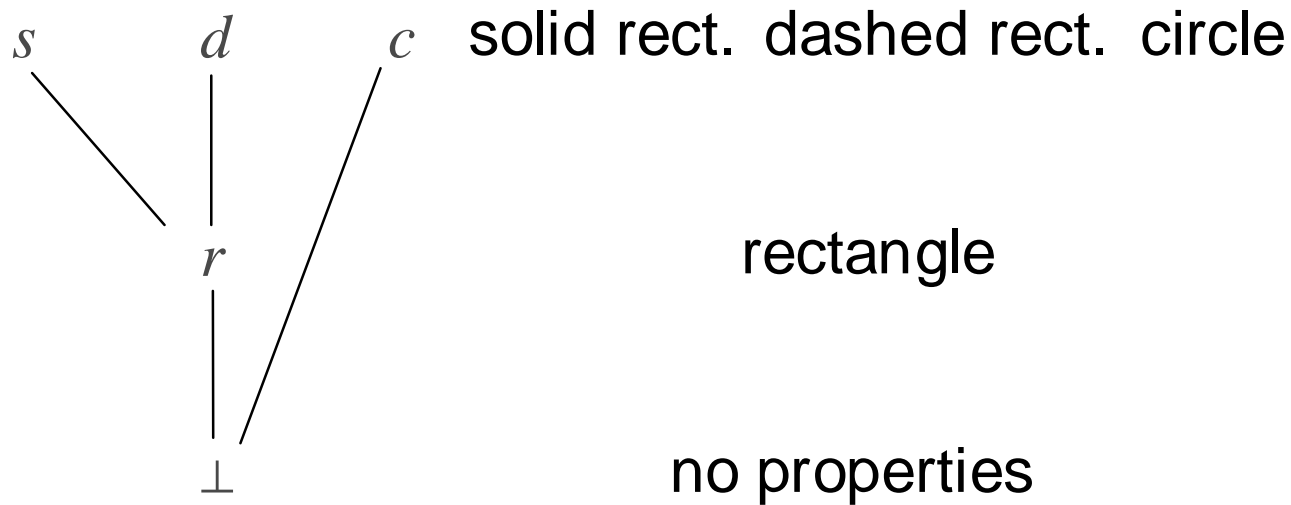 s d c solid rect. dashed rect. circle
r rectangle
⊥ no properties